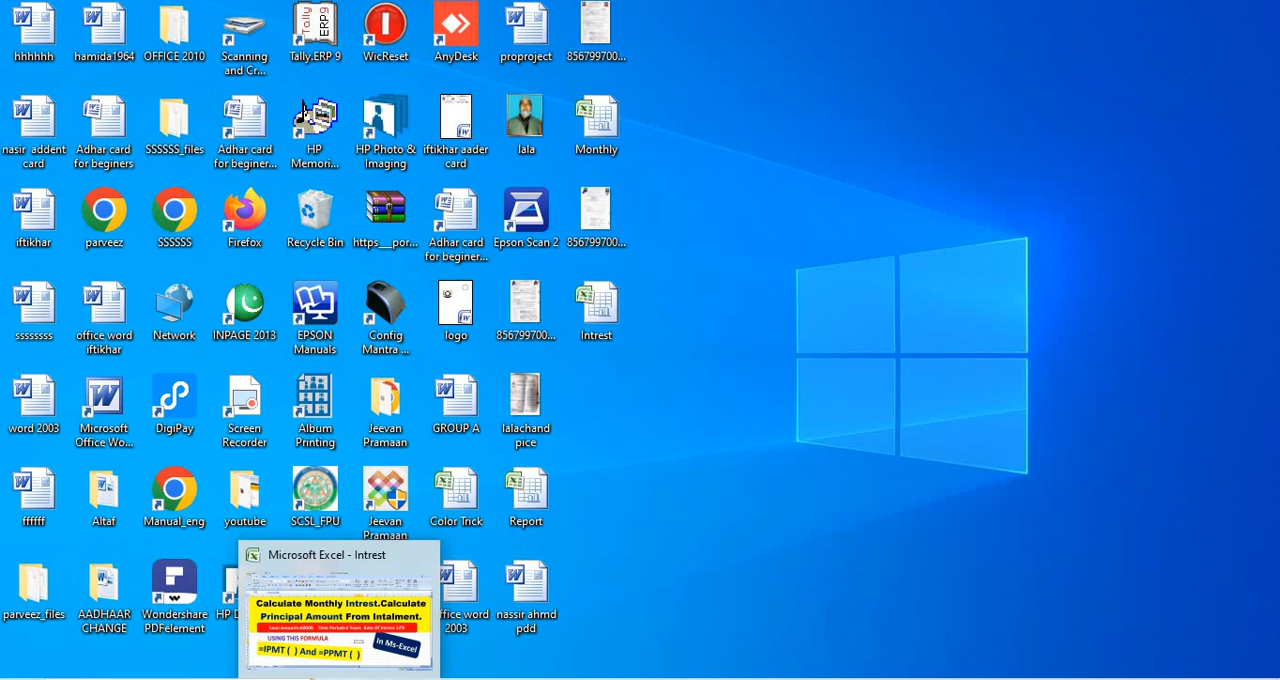 hhhhhh
hamida1964
OFFICE 2010
Scanning
and Cr...
Tally.ERP 9
WicReset
AnyDesk
proproject
856799700...
nasir addent
card
Adhar card
for beginers
SSSSSS_files
Adhar card
for beginer...
HP
Memori...
HP Photo &
Imaging
iftikhar aader
card
lala
Monthly
iftikhar
parveez
SSSSSS
Firefox
Recycle Bin
https___por...
Adhar card
for beginer...
Epson Scan 2
856799700...
ssssssss
office word
iftikhar
Network
INPAGE 2013
EPSON
Manuals
Config
Mantra ...
logo
856799700...
Intrest
word 2003
Microsoft
Office Wo...
DigiPay
Screen
Recorder
Album
Printing
Jeevan
Pramaan
GROUP A
lalachand
pice
ffffff
Altaf
Manual_eng
youtube
SCSL_FPU
Jeevan
Pramaan
Color Trick
Report
parveez_files
AADHAAR
CHANGE
Wondershare
PDFelement
HP D
ffice word
2003
nassir ahmd
pdd
Microsoft Excel - Intrest
Calculate Monthly Intrest.Calculate
Principal Amount From Intalment.
USING THIS FORMULA
=IPMT ( ) And =PPMT ( )
In Ms-Excel
Tally
ERP9